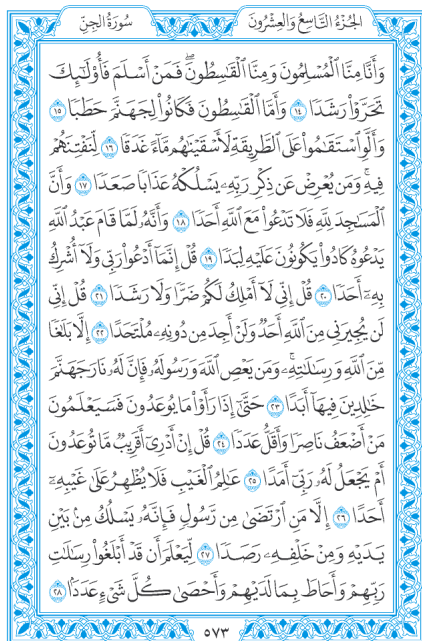 الجُزْءُ التَّاسِعُ وَالعِشْرُونَ سُورَةُ الجِنِّ
وَأَنَّا مِنَّا ٱلْمُسْلِمُونَ وَمِنَّا ٱلْقَٰسِطُونَۖ فَمَنْ أَسْلَمَ فَأُو۟لَٰٓئِكَ
تَحَرَّوْا۟ رَشَدًا ١٤ وَأَمَّا ٱلْقَٰسِطُونَ فَكَانُوا۟ لِجَهَنَّمَ حَطَبًا ١٥
وَأَلَّوِ ٱسْتَقَٰمُوا۟ عَلَى ٱلطَّرِيقَةِ لَأَسْقَيْنَٰهُم مَّآءً غَدَقًا ١٦ لِّنَفْتِنَهُمْ
فِيهِۚ وَمَن يُعْرِضْ عَن ذِكْرِ رَبِّهِۦ يَسْلُكْهُ عَذَابًا صَعَدًا ١٧ وَأَنَّ
ٱلْمَسَٰجِدَ لِلَّهِ فَلَا تَدْعُوا۟ مَعَ ٱللَّهِ أَحَدًا ١٨ وَأَنَّهُۥ لَمَّا قَامَ عَبْدُ ٱللَّهِ
يَدْعُوهُ كَادُوا۟ يَكُونُونَ عَلَيْهِ لِبَدًا ١٩ قُلْ إِنَّمَآ أَدْعُوا۟ رَبِّى وَلَآ أُشْرِكُ
بِهِۦٓ أَحَدًا ٢٠ قُلْ إِنِّى لَآ أَمْلِكُ لَكُمْ ضَرًّا وَلَا رَشَدًا ٢١ قُلْ إِنِّى
لَن يُجِيرَنِى مِنَ ٱللَّهِ أَحَدٌ وَلَنْ أَجِدَ مِن دُونِهِۦ مُلْتَحَدًا ٢٢ إِلَّا بَلَٰغًا
مِّنَ ٱللَّهِ وَرِسَٰلَٰتِهِۦۚ وَمَن يَعْصِ ٱللَّهَ وَرَسُولَهُۥ فَإِنَّ لَهُۥ نَارَ جَهَنَّمَ
خَٰلِدِينَ فِيهَآ أَبَدًا ٢٣ حَتَّىٰٓ إِذَا رَأَوْا۟ مَا يُوعَدُونَ فَسَيَعْلَمُونَ
مَنْ أَضْعَفُ نَاصِرًا وَأَقَلُّ عَدَدًا ٢٤ قُلْ إِنْ أَدْرِىٓ أَقَرِيبٌ مَّا تُوعَدُونَ
أَمْ يَجْعَلُ لَهُۥ رَبِّىٓ أَمَدًا ٢٥ عَٰلِمُ ٱلْغَيْبِ فَلَا يُظْهِرُ عَلَىٰ غَيْبِهِۦٓ
أَحَدًا ٢٦ إِلَّا مَنِ ٱرْتَضَىٰ مِن رَّسُولٍ فَإِنَّهُۥ يَسْلُكُ مِنۢ بَيْنِ
يَدَيْهِ وَمِنْ خَلْفِهِۦ رَصَدًا ٢٧ لِّيَعْلَمَ أَن قَدْ أَبْلَغُوا۟ رِسَٰلَٰتِ
رَبِّهِمْ وَأَحَاطَ بِمَا لَدَيْهِمْ وَأَحْصَىٰ كُلَّ شَىْءٍ عَدَدًا ٢٨
٥٧٣